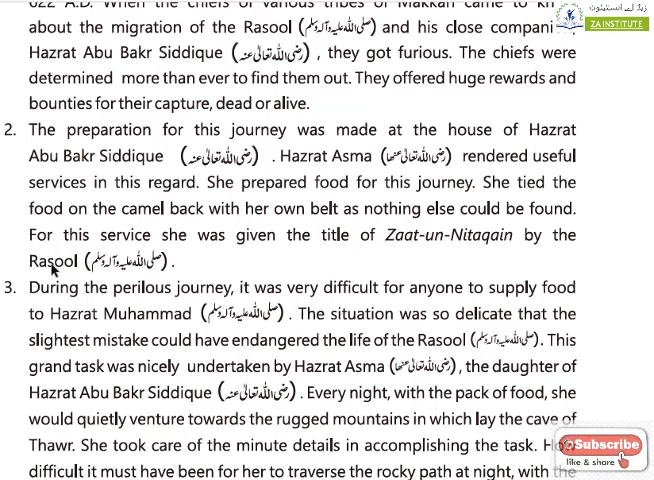 622 A.D. When the chiefs of various tribes of Makkah came to kn
about the migration of the Rasool (صلی اللہ علیہ وآلہ وسلم) and his close compani
Hazrat Abu Bakr Siddique (رضی اللہ تعالیٰ عنہ) , they got furious. The chiefs were
determined more than ever to find them out. They offered huge rewards and
bounties for their capture, dead or alive.
2. The preparation for this journey was made at the house of Hazrat
Abu Bakr Siddique (رضی اللہ تعالیٰ عنہ) . Hazrat Asma (رضی اللہ تعالیٰ عنھا) rendered useful
services in this regard. She prepared food for this journey. She tied the
food on the camel back with her own belt as nothing else could be found.
For this service she was given the title of Zaat-un-Nitaqain by the
Rasool (صلی اللہ علیہ وآلہ وسلم) .
3. During the perilous journey, it was very difficult for anyone to supply food
to Hazrat Muhammad (صلی اللہ علیہ وآلہ وسلم) . The situation was so delicate that the
slightest mistake could have endangered the life of the Rasool (صلی اللہ علیہ وآلہ وسلم). This
grand task was nicely undertaken by Hazrat Asma (رضی اللہ تعالیٰ عنھا), the daughter of
Hazrat Abu Bakr Siddique (رضی اللہ تعالیٰ عنہ) . Every night, with the pack of food, she
would quietly venture towards the rugged mountains in which lay the cave of
Thawr. She took care of the minute details in accomplishing the task. Ho
difficult it must have been for her to traverse the rocky path at night, with the
زیڈ اے انسٹیٹیوٹ
ZA INSTITUTE
Subscribe
like & share